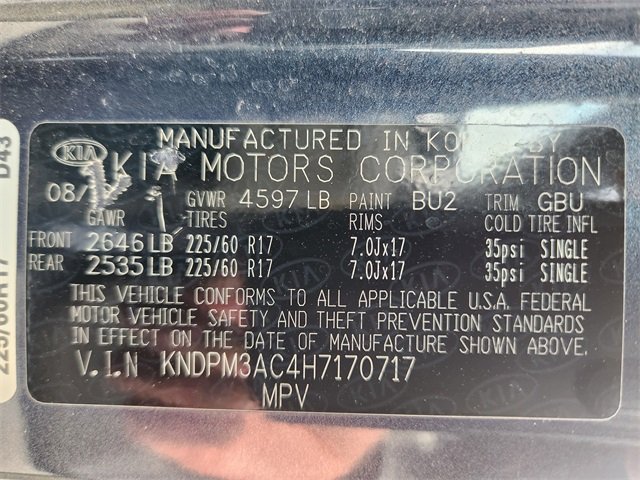 MANUFACTURED IN KO BY
KIA KIA MOTORS CORPORATION
08/ GVWR 4597 LB PAINT BU2 TRIM GBU
GAWR TIRES RIMS COLD TIRE INFL
FRONT 2646 LB 225/60 R17 7.0Jx17 35psi SINGLE
REAR 2535 LB 225/60 R17 7.0Jx17 35psi SINGLE
THIS VEHICLE CONFORMS TO ALL APPLICABLE U.S.A. FEDERAL
MOTOR VEHICLE SAFETY AND THEFT PREVENTION STANDARDS
IN EFFECT ON THE DATE OF MANUFACTURE SHOWN ABOVE.
V.I.N KNDPM3AC4H7170717
MPV
225/60R17 D43